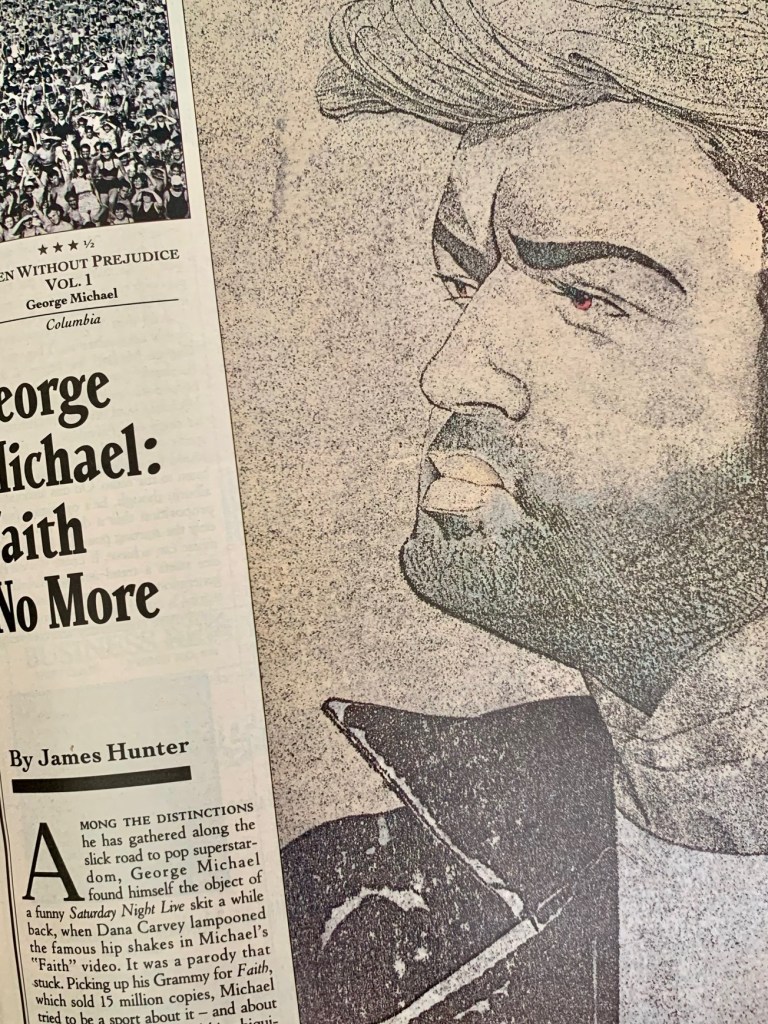 ★ ★ ★ ½
EN WITHOUT PREJUDICE
VOL. 1
George Michael
Columbia
eorge
ichael:
aith
No More
By James Hunter
AMONG THE DISTINCTIONS
he has gathered along the
slick road to pop superstar-
dom, George Michael
found himself the object of
a funny Saturday Night Live skit a while
back, when Dana Carvey lampooned
the famous hip shakes in Michael's
"Faith" video. It was a parody that
stuck. Picking up his Grammy for Faith,
which sold 15 million copies, Michael
tried to be a sport about it – and about